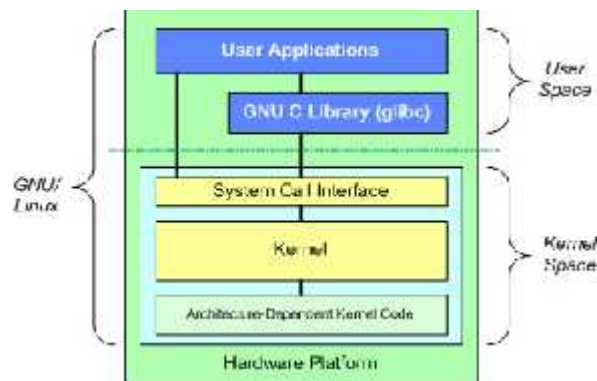 User Applications
User
Space
GNU C Library (glibc)
GNU/
Linux
System Call Interface
Kernel
Kernel
Space
Architecture-Dependent Kernel Code
Hardware Platform